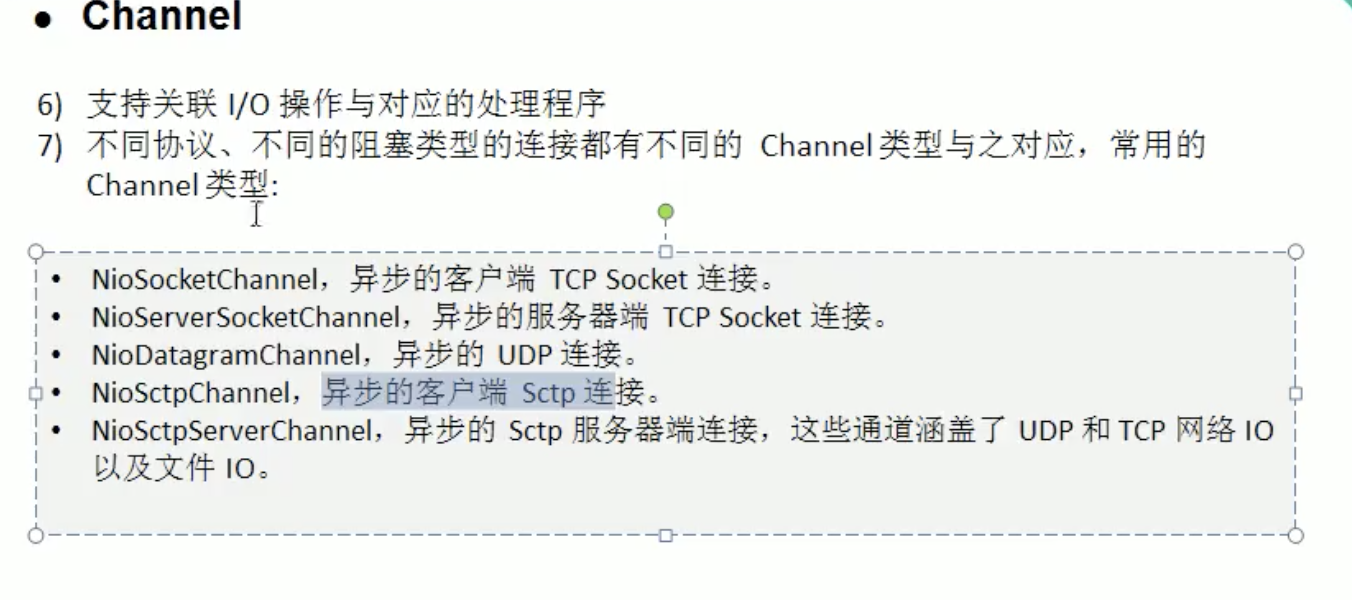 ● Channel
6) 支持关联 I/O 操作与对应的处理程序
7) 不同协议、不同的阻塞类型的连接都有不同的 Channel 类型与之对应，常用的
Channel 类型:
• NioSocketChannel，异步的客户端 TCP Socket 连接。
• NioServerSocketChannel，异步的服务器端 TCP Socket 连接。
• NioDatagramChannel，异步的 UDP 连接。
• NioSctpChannel，异步的客户端 Sctp 连接。
• NioSctpServerChannel，异步的 Sctp 服务器端连接，这些通道涵盖了 UDP 和 TCP 网络 IO
以及文件 IO。